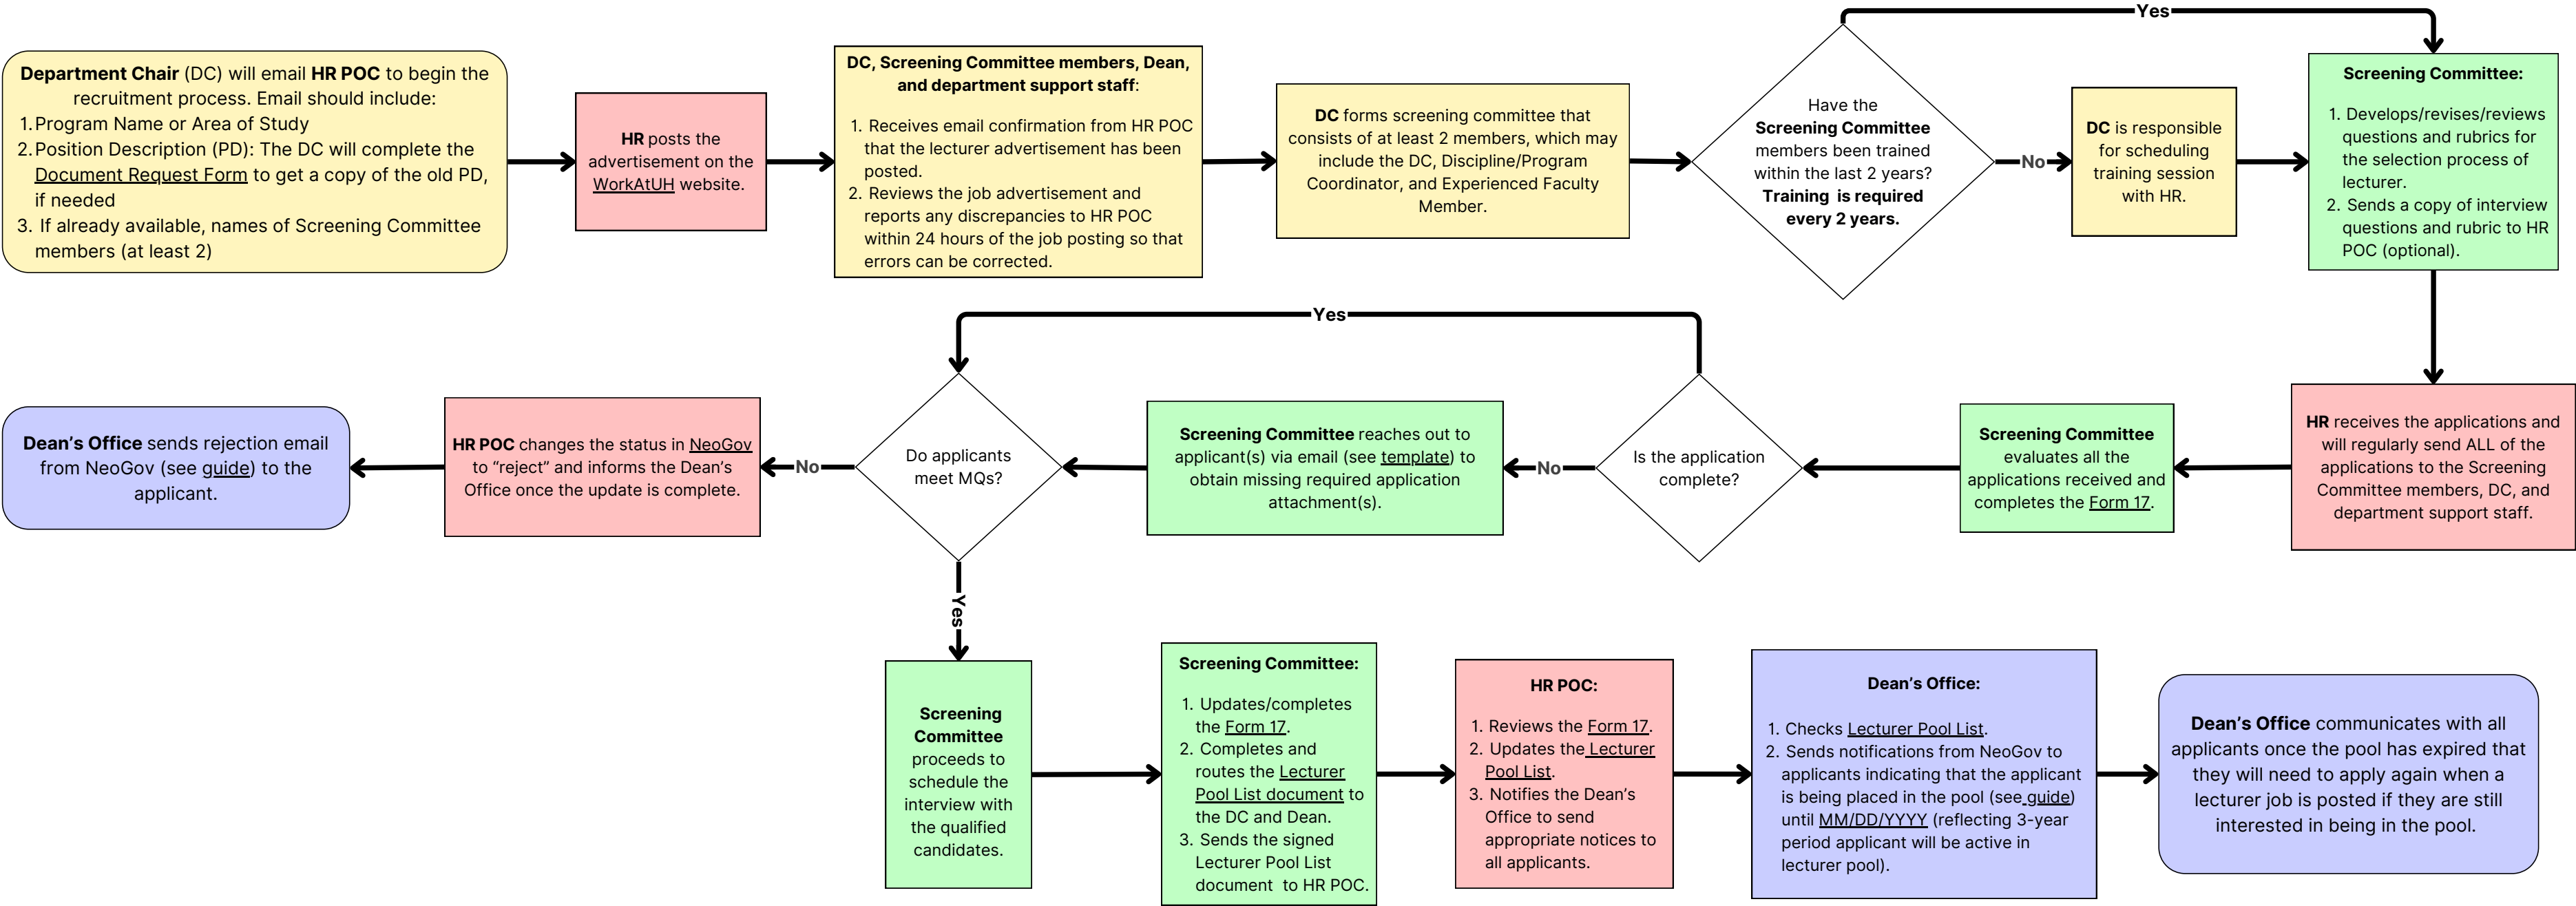 Department Chair (DC) will email HR POC to begin the
recruitment process. Email should include:
1. Program Name or Area of Study
2. Position Description (PD): The DC will complete the
Document Request Form to get a copy of the old PD,
if needed
3. If already available, names of Screening Committee
members (at least 2)
HR posts the
advertisement on the
WorkAtUH website.
DC, Screening Committee members, Dean,
and department support staff:
1. Receives email confirmation from HR POC
that the lecturer advertisement has been
posted.
2. Reviews the job advertisement and
reports any discrepancies to HR POC
within 24 hours of the job posting so that
errors can be corrected.
DC forms screening committee that
consists of at least 2 members, which may
include the DC, Discipline/Program
Coordinator, and Experienced Faculty
Member.
Have the
Screening Committee
members been trained
within the last 2 years?
Training is required
every 2 years.
Yes
No
DC is responsible
for scheduling
training session
with HR.
Screening Committee:
1. Develops/revises/reviews
questions and rubrics for
the selection process of
lecturer.
2. Sends a copy of interview
questions and rubric to HR
POC (optional).
HR receives the applications and
will regularly send ALL of the
applications to the Screening
Committee members, DC, and
department support staff.
Screening Committee
evaluates all the
applications received and
completes the Form 17.
Is the application
complete?
Yes
No
Screening Committee reaches out to
applicant(s) via email (see template) to
obtain missing required application
attachment(s).
Do applicants
meet MQs?
No
HR POC changes the status in NeoGov
to “reject” and informs the Dean’s
Office once the update is complete.
Dean’s Office sends rejection email
from NeoGov (see guide) to the
applicant.
Yes
Screening
Committee
proceeds to
schedule the
interview with
the qualified
candidates.
Screening Committee:
1. Updates/completes
the Form 17.
2. Completes and
routes the Lecturer
Pool List document to
the DC and Dean.
3. Sends the signed
Lecturer Pool List
document to HR POC.
HR POC:
1. Reviews the Form 17.
2. Updates the Lecturer
Pool List.
3. Notifies the Dean’s
Office to send
appropriate notices to
all applicants.
Dean’s Office:
1. Checks Lecturer Pool List.
2. Sends notifications from NeoGov to
applicants indicating that the applicant
is being placed in the pool (see guide)
until MM/DD/YYYY (reflecting 3-year
period applicant will be active in
lecturer pool).
Dean’s Office communicates with all
applicants once the pool has expired that
they will need to apply again when a
lecturer job is posted if they are still
interested in being in the pool.